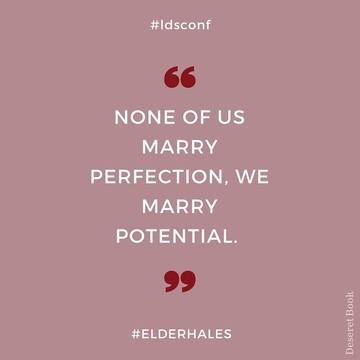 #ldsconf
“
NONE OF US
MARRY
PERFECTION, WE
MARRY
POTENTIAL.
”
#ELDERHALES
Deseret Book